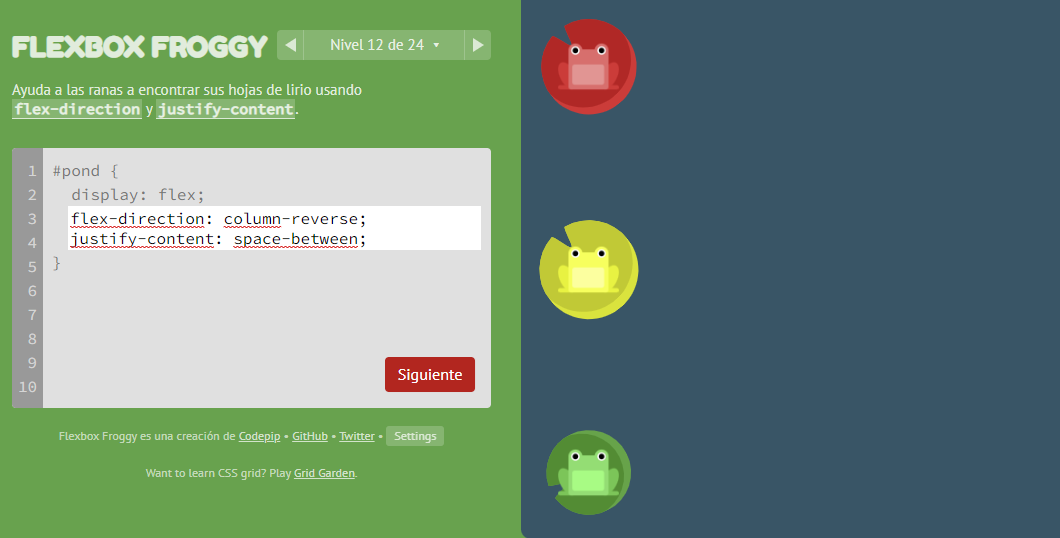 FLEXBOX FROGGY
Nivel 12 de 24
Ayuda a las ranas a encontrar sus hojas de lirio usando
flex-direction y justify-content.
1 #pond {
2 display: flex;
3 flex-direction: column-reverse;
4 justify-content: space-between;
5 }
6
7
8
9
10
Siguiente
Flexbox Froggy es una creación de Codepip • GitHub • Twitter • Settings
Want to learn CSS grid? Play Grid Garden.